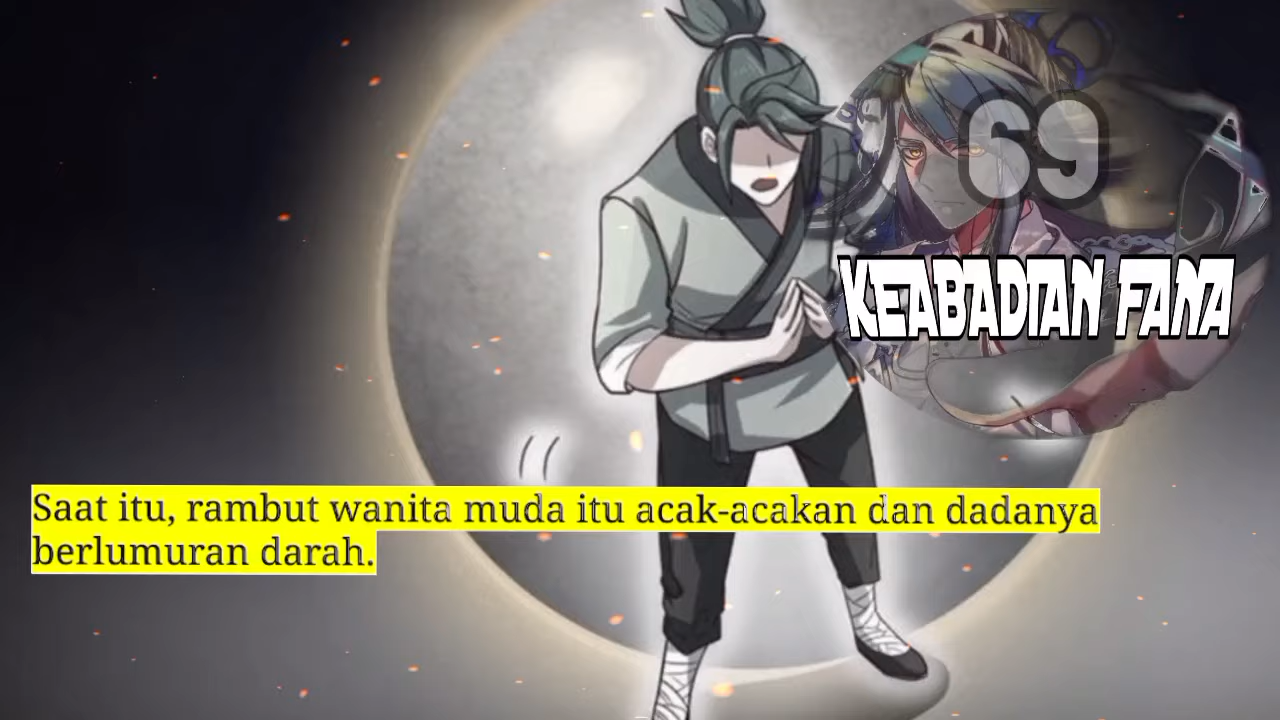 69
KEABADIAN FANA
Saat itu, rambut wanita muda itu acak-acakan dan dadanya
berlumuran darah.